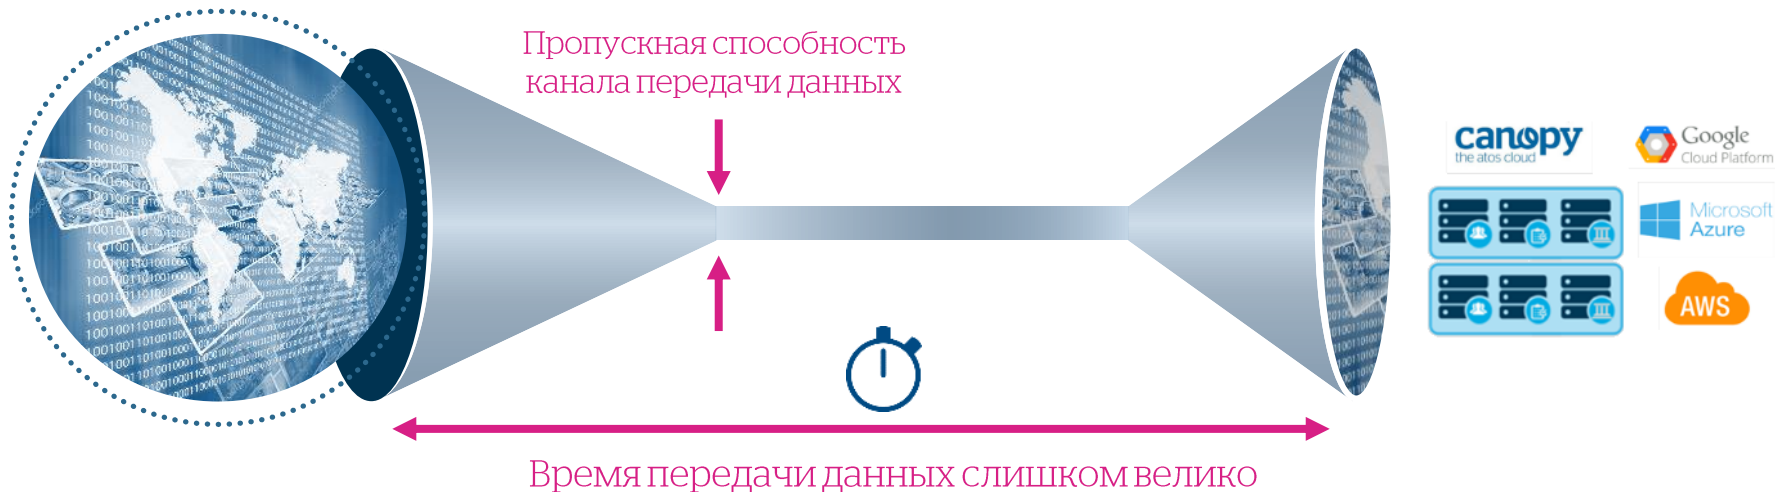 Пропускная способность
канала передачи данных
canopy
the atos cloud
Google
Cloud Platform
Microsoft
Azure
AWS
Время передачи данных слишком велико